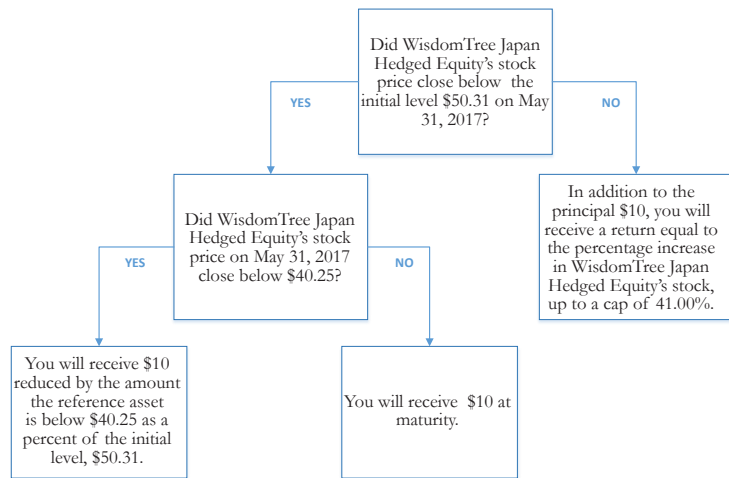 Did WisdomTree Japan
Hedged Equity's stock
price close below the
initial level $50.31 on May
31, 2017?
YES
NO
Did WisdomTree Japan
Hedged Equity's stock
price on May 31, 2017
close below $40.25?
In addition to the
principal $10, you will
receive a return equal to
the percentage increase
in WisdomTree Japan
Hedged Equity's stock,
up to a cap of 41.00%.
YES
NO
You will receive $10
reduced by the amount
the reference asset
is below $40.25 as a
percent of the initial
level, $50.31.
You will receive $10 at
maturity.